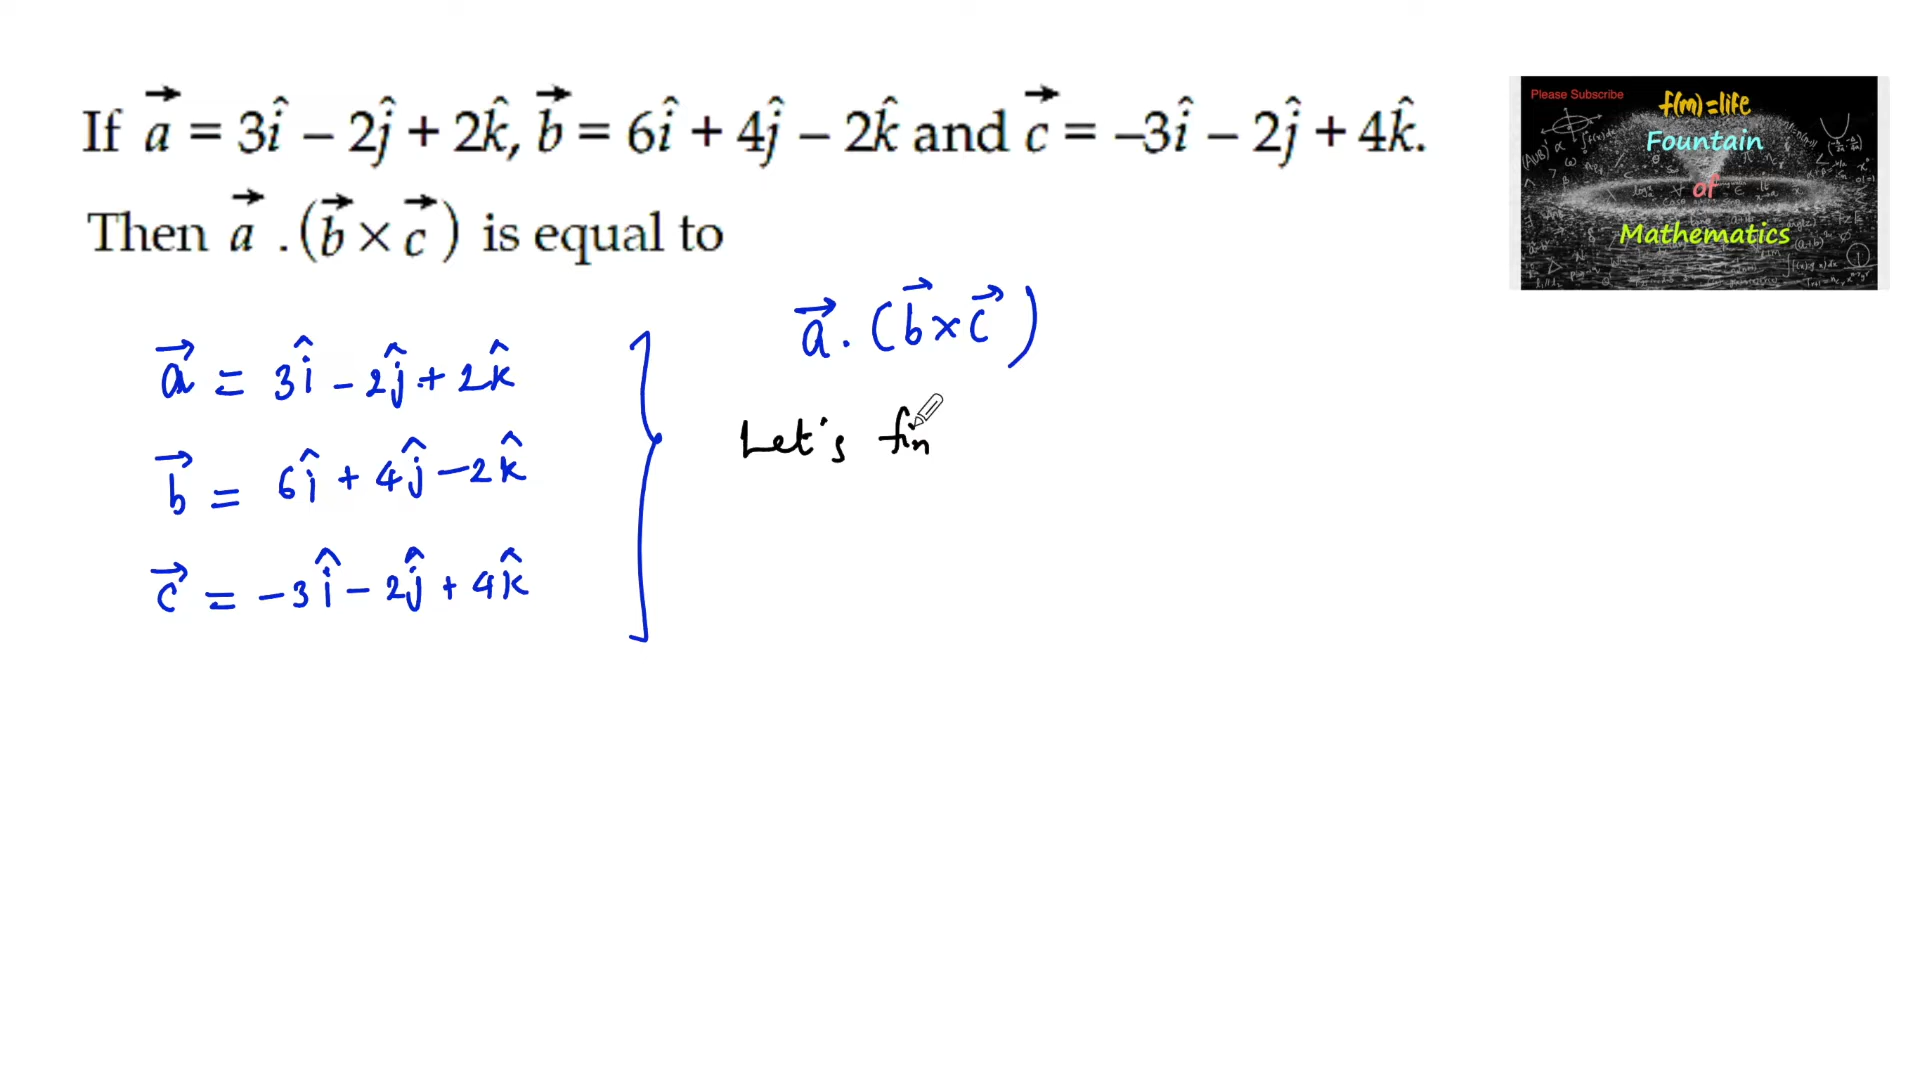 If a⃗ = 3î – 2ĵ + 2k̂, b⃗ = 6î + 4ĵ – 2k̂ and c⃗ = –3î – 2ĵ + 4k̂.
Then a⃗ . (b⃗ × c⃗) is equal to
Please Subscribe
f(m)=life
Fountain
of
Mathematics
a⃗ . (b⃗ × c⃗)
a⃗ = 3î – 2ĵ + 2k̂
Let's fin
b⃗ = 6î + 4ĵ – 2k̂
c⃗ = –3î – 2ĵ + 4k̂